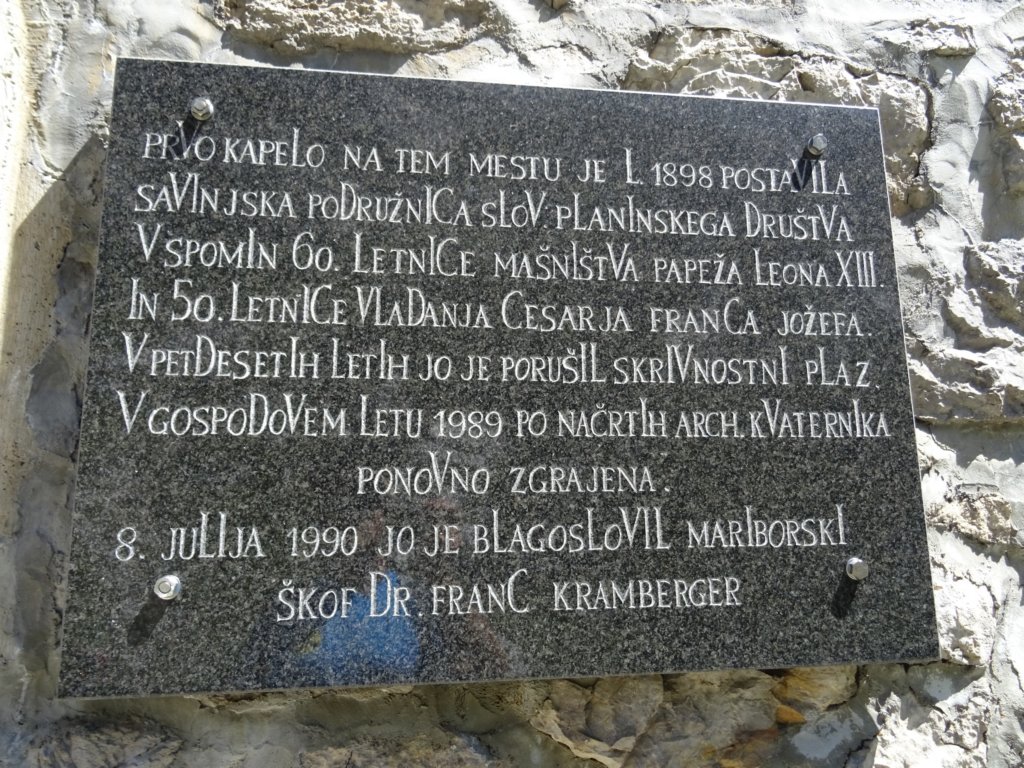 PRVO KAPELO NA TEM MESTU JE L. 1898 POSTAVILA
SAVINJSKA PODRUŽNICA SLOV. PLANINSKEGA DRUŠTVA
V SPOMIN 60. LETNICE MAŠNIŠTVA PAPEŽA LEONA XIII.
IN 50. LETNICE VLADANJA CESARJA FRANCA JOŽEFA.
V PETDESETIH LETIH JO JE PORUŠIL SKRIVNOSTNI PLAZ.
V GOSPODOVEM LETU 1989 PO NAČRTIH ARCH. KVATERNIKA
PONOVNO ZGRAJENA.
8. JULIJA 1990 JO JE BLAGOSLOVIL MARIBORSKI
ŠKOF DR. FRANC KRAMBERGER